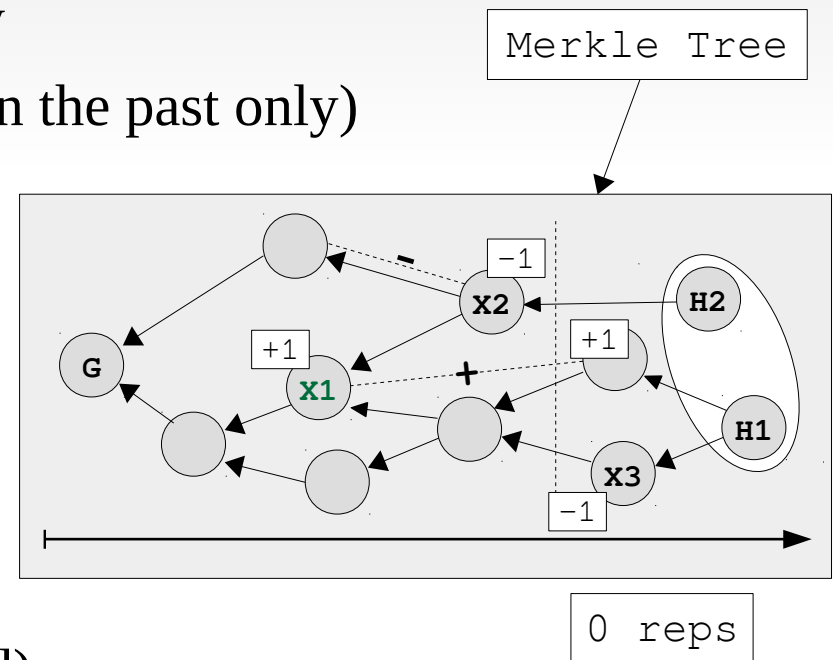 Merkle Tree
n the past only)
-
-1
X2
H2
+1
+1
G
X1
+
H1
X3
-1
0 reps